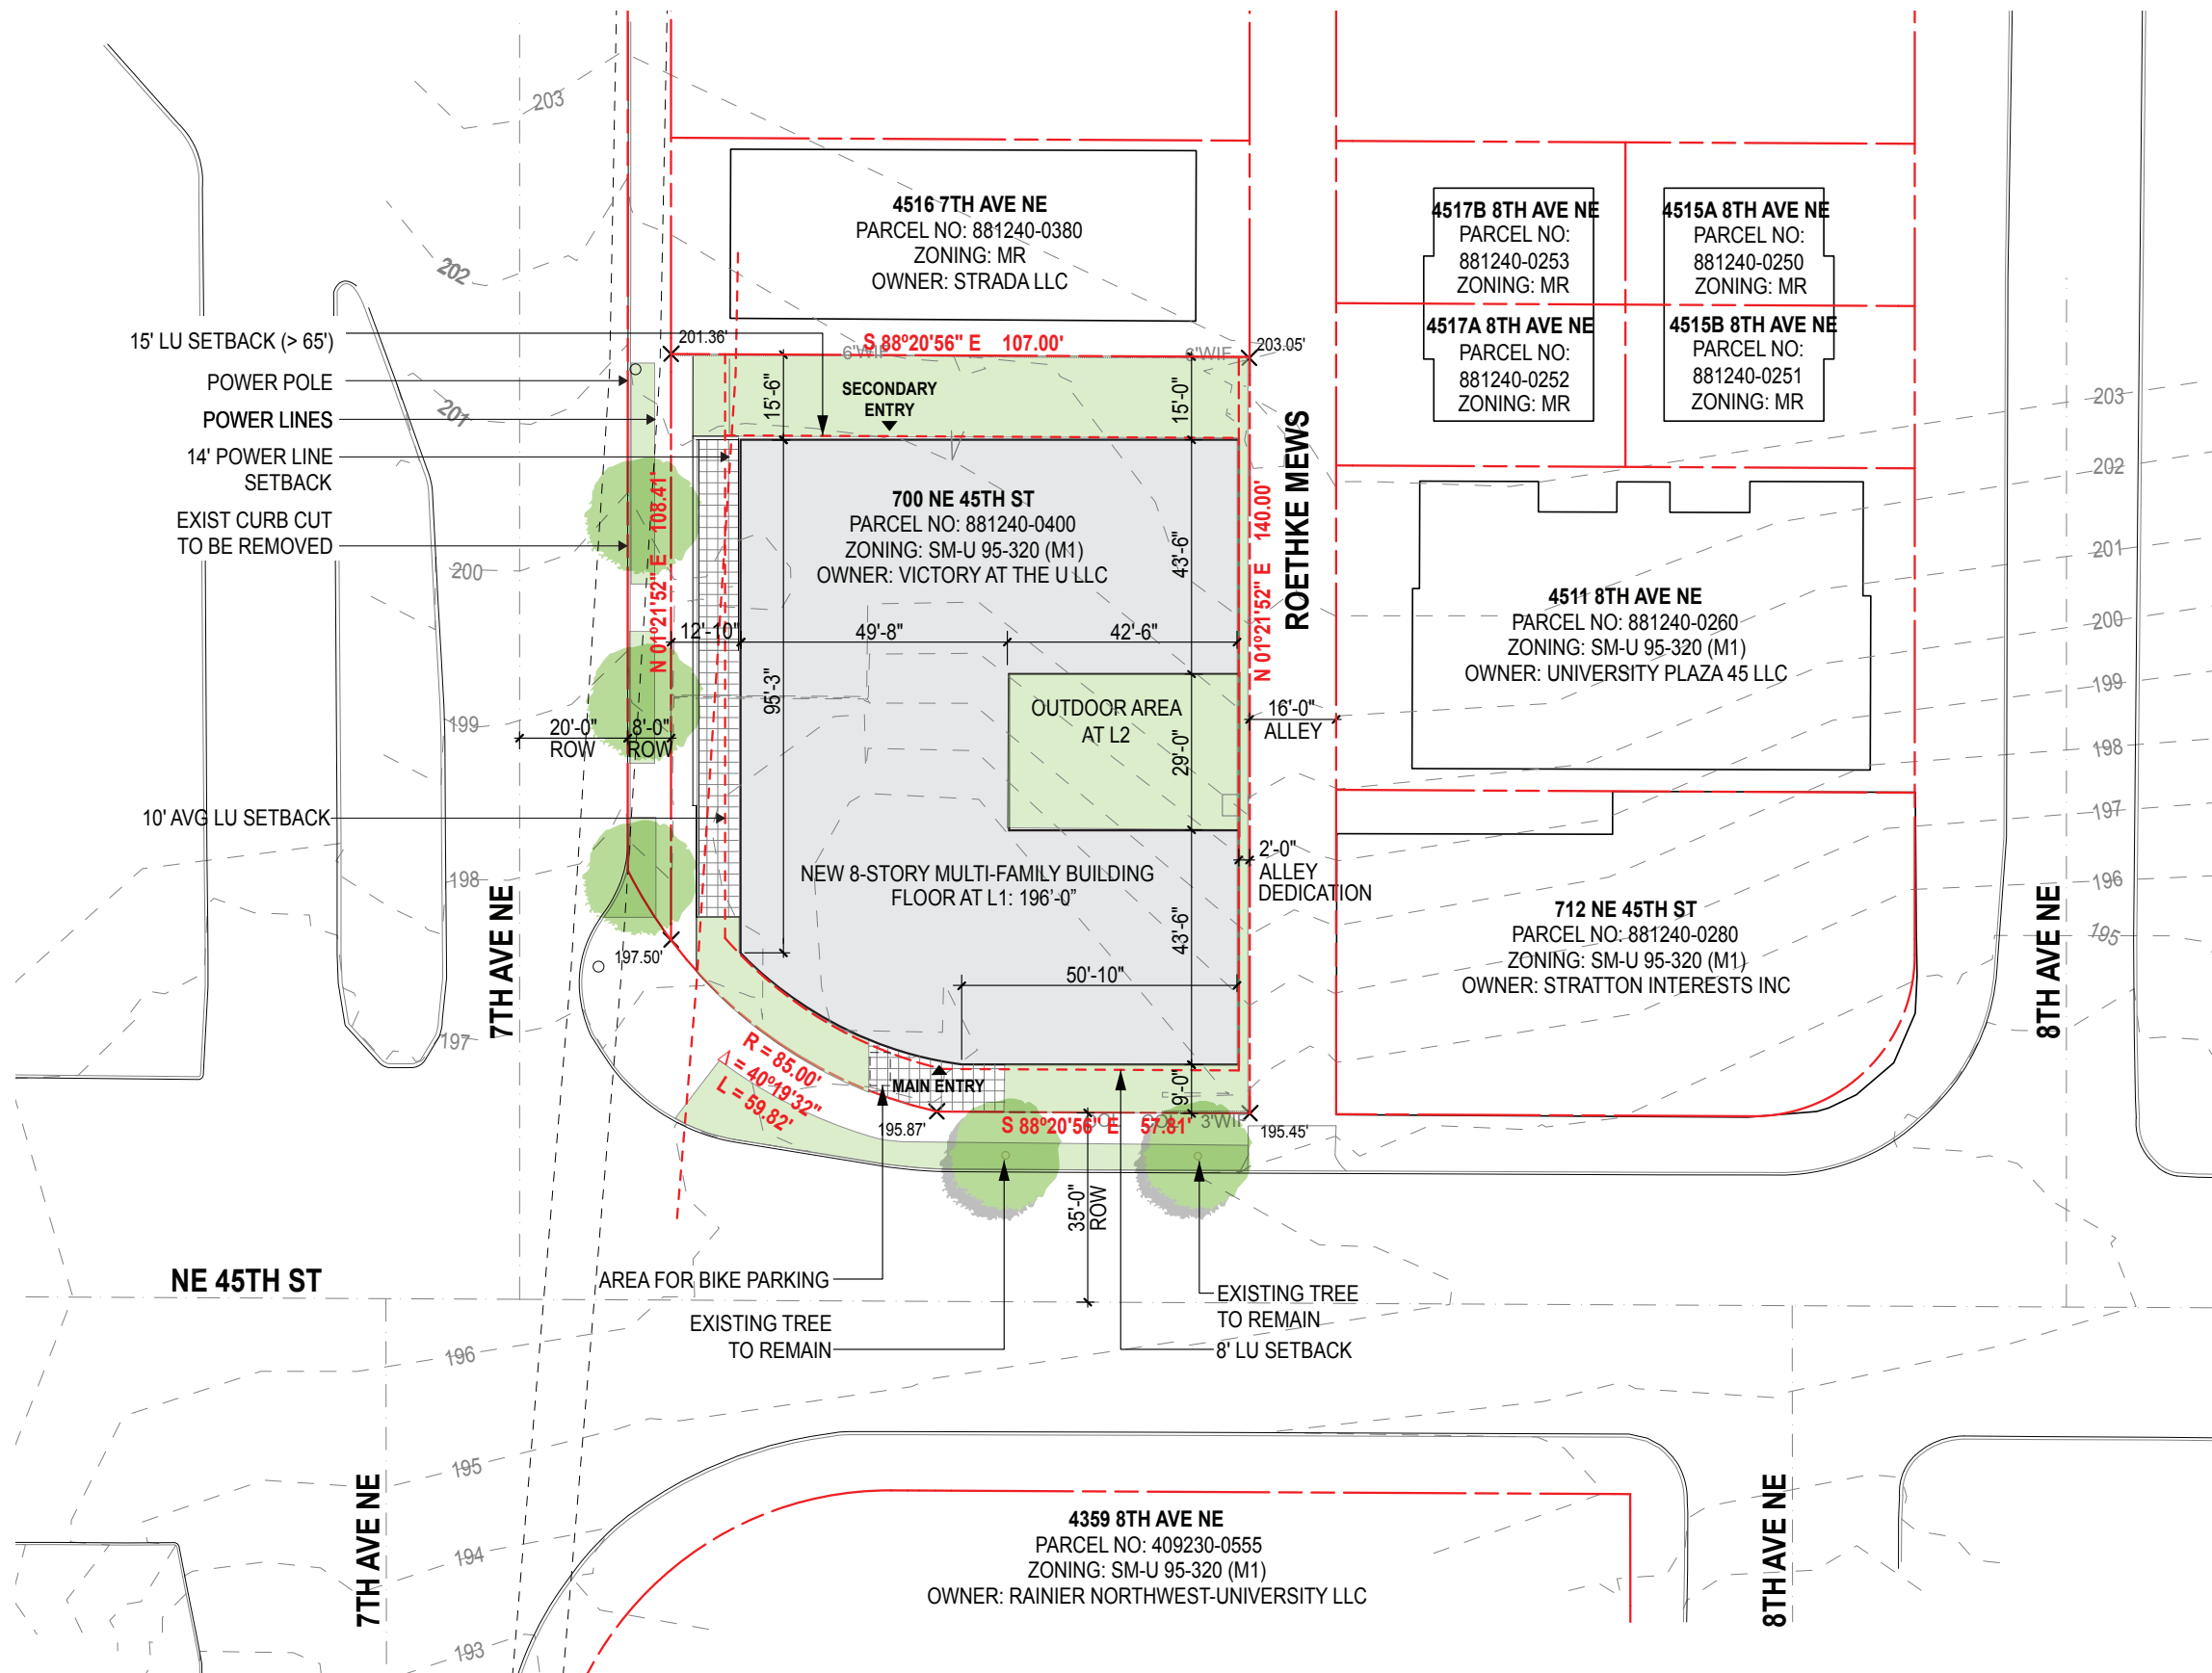 203
202
201
200
199
198
197
196
195
194
193
4516 7TH AVE NE
PARCEL NO: 881240-0380
ZONING: MR
OWNER: STRADA LLC
4517B 8TH AVE NE
PARCEL NO:
881240-0253
ZONING: MR
4515A 8TH AVE NE
PARCEL NO:
881240-0250
ZONING: MR
4517A 8TH AVE NE
PARCEL NO:
881240-0252
ZONING: MR
4515B 8TH AVE NE
PARCEL NO:
881240-0251
ZONING: MR
15' LU SETBACK (> 65')
POWER POLE
POWER LINES
14' POWER LINE
SETBACK
EXIST CURB CUT
TO BE REMOVED
10' AVG LU SETBACK
201.36'
S 88º20'56" E 107.00'
203.05'
6'WIF
SECONDARY
ENTRY
15'-6"
15'-0"
N 01º21'52" E 108.41'
N 01º21'52" E 140.00'
ROETHKE MEWS
700 NE 45TH ST
PARCEL NO: 881240-0400
ZONING: SM-U 95-320 (M1)
OWNER: VICTORY AT THE U LLC
43'-6"
12'-10"
49'-8"
42'-6"
95'-3"
20'-0"
ROW
8'-0"
ROW
OUTDOOR AREA
AT L2
29'-0"
16'-0"
ALLEY
2'-0"
ALLEY
DEDICATION
NEW 8-STORY MULTI-FAMILY BUILDING
FLOOR AT L1: 196'-0"
43'-6"
50'-10"
4511 8TH AVE NE
PARCEL NO: 881240-0260
ZONING: SM-U 95-320 (M1)
OWNER: UNIVERSITY PLAZA 45 LLC
712 NE 45TH ST
PARCEL NO: 881240-0280
ZONING: SM-U 95-320 (M1)
OWNER: STRATTON INTERESTS INC
203
202
201
200
199
198
197
196
195
7TH AVE NE
8TH AVE NE
197.50'
R = 85.00'
Δ = 40º19'32"
L = 59.82'
MAIN ENTRY
9'-0"
195.87'
S 88º20'56" E 57.81'
195.45'
35'-0"
ROW
NE 45TH ST
AREA FOR BIKE PARKING
EXISTING TREE
TO REMAIN
EXISTING TREE
TO REMAIN
8' LU SETBACK
7TH AVE NE
8TH AVE NE
4359 8TH AVE NE
PARCEL NO: 409230-0555
ZONING: SM-U 95-320 (M1)
OWNER: RAINIER NORTHWEST-UNIVERSITY LLC